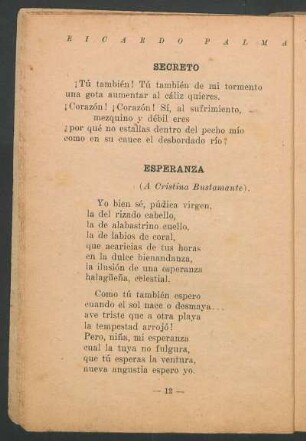 RICARDO PALMA
SECRETO
¡Tú también! Tú también de mi tormento
una gota aumentar al cáliz quieres.
¡Corazón! ¡Corazón! Sí, al sufrimiento,
mezquino y débil eres
¿por qué no estallas dentro del pecho mío
como en su cauce el desbordado río?
ESPERANZA
(A Cristina Bustamante).
Yo bien sé, púdica virgen,
la del rizado cabello,
la de alabastrino cuello,
la de labios de coral,
que acaricias de tus horas
en la dulce bienandanza,
la ilusión de una esperanza
halagüeña, celestial.
Como tú también espero
cuando el sol nace o desmaya...
ave triste que a otra playa
la tempestad arrojó!
Pero, niña, mi esperanza
cual la tuya no fulgura,
que tú esperas la ventura,
nueva angustia espero yo.
— 12 —